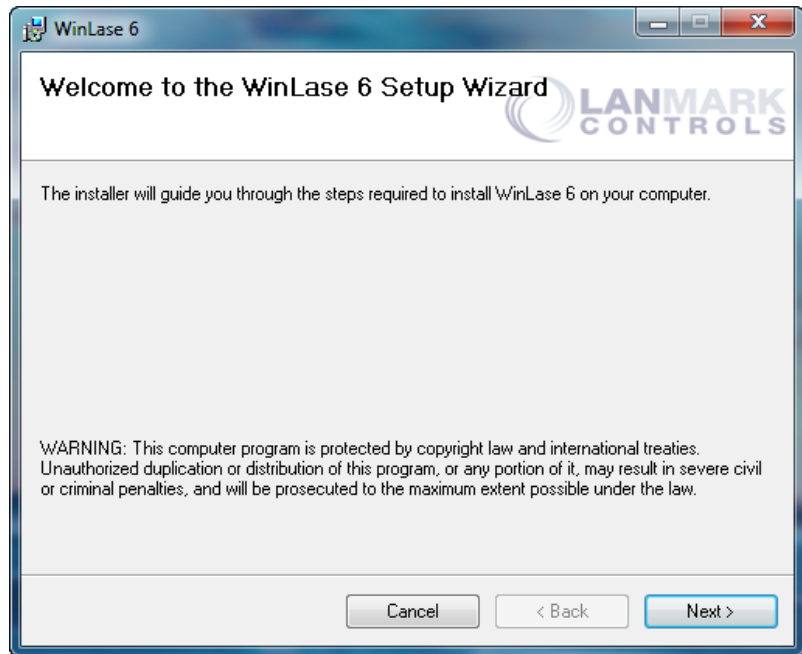 WinLase 6
Welcome to the WinLase 6 Setup Wizard
LANMARK
CONTROLS
The installer will guide you through the steps required to install WinLase 6 on your computer.
WARNING: This computer program is protected by copyright law and international treaties.
Unauthorized duplication or distribution of this program, or any portion of it, may result in severe civil
or criminal penalties, and will be prosecuted to the maximum extent possible under the law.
Cancel < Back Next >